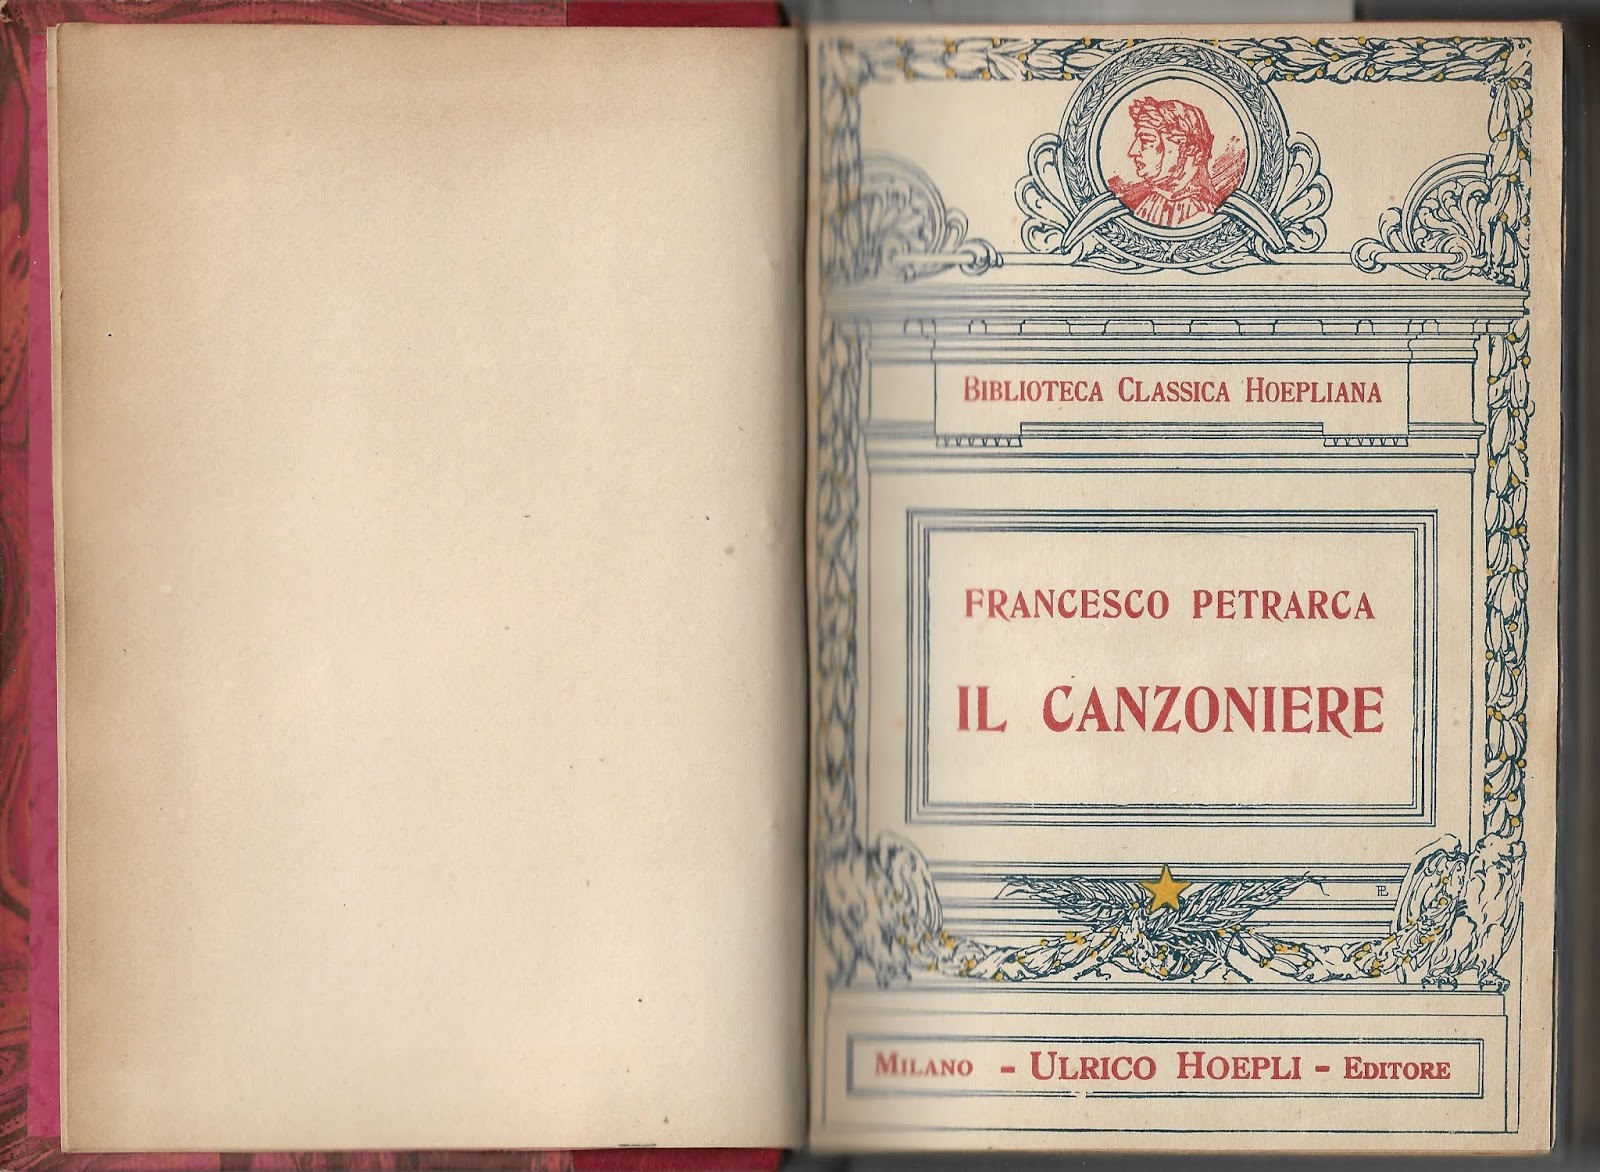 BIBLIOTECA CLASSICA HOEPLIANA
FRANCESCO PETRARCA
IL CANZONIERE
MILANO - ULRICO HOEPLI - EDITORE